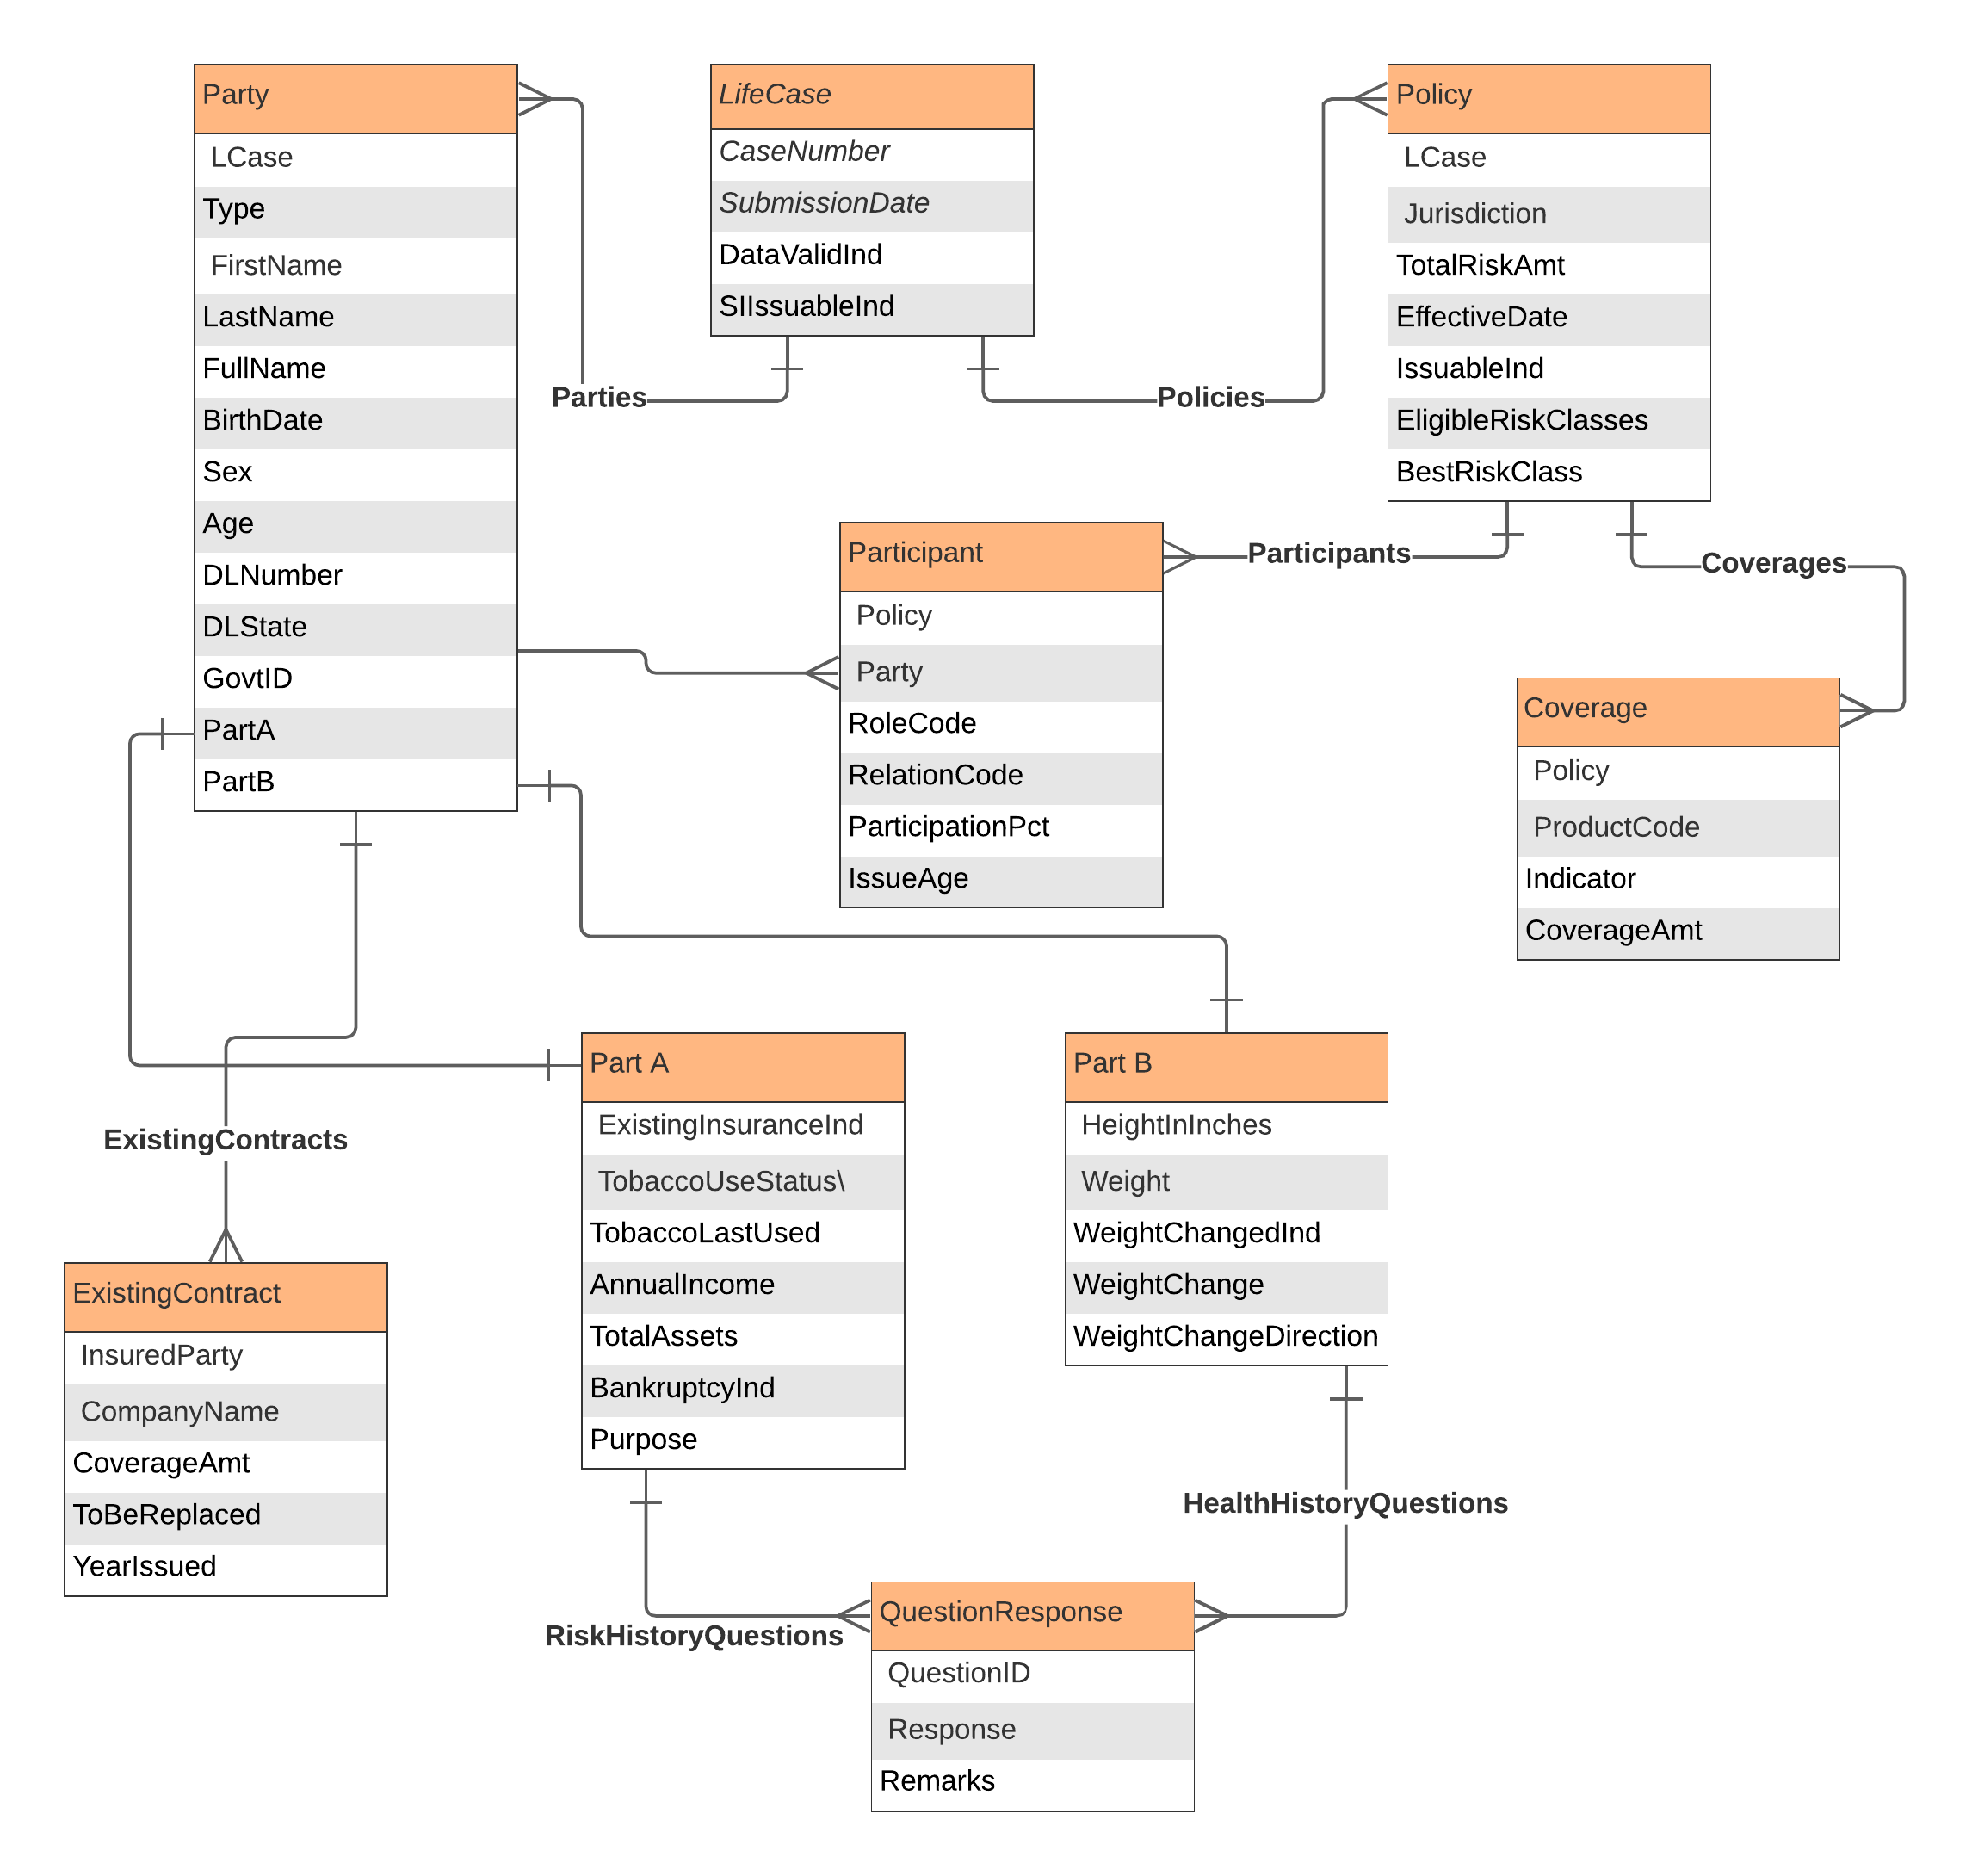 Party
LCase
Type
FirstName
LastName
FullName
BirthDate
Sex
Age
DLNumber
DLState
GovtID
PartA
PartB
LifeCase
CaseNumber
SubmissionDate
DataValidInd
SIIssuableInd
Policy
LCase
Jurisdiction
TotalRiskAmt
EffectiveDate
IssuableInd
EligibleRiskClasses
BestRiskClass
Parties
Policies
Participants
Coverages
Participant
Policy
Party
RoleCode
RelationCode
ParticipationPct
IssueAge
Coverage
Policy
ProductCode
Indicator
CoverageAmt
ExistingContracts
ExistingContract
InsuredParty
CompanyName
CoverageAmt
ToBeReplaced
YearIssued
Part A
ExistingInsuranceInd
TobaccoUseStatus\
TobaccoLastUsed
AnnualIncome
TotalAssets
BankruptcyInd
Purpose
Part B
HeightInInches
Weight
WeightChangedInd
WeightChange
WeightChangeDirection
HealthHistoryQuestions
RiskHistoryQuestions
QuestionResponse
QuestionID
Response
Remarks